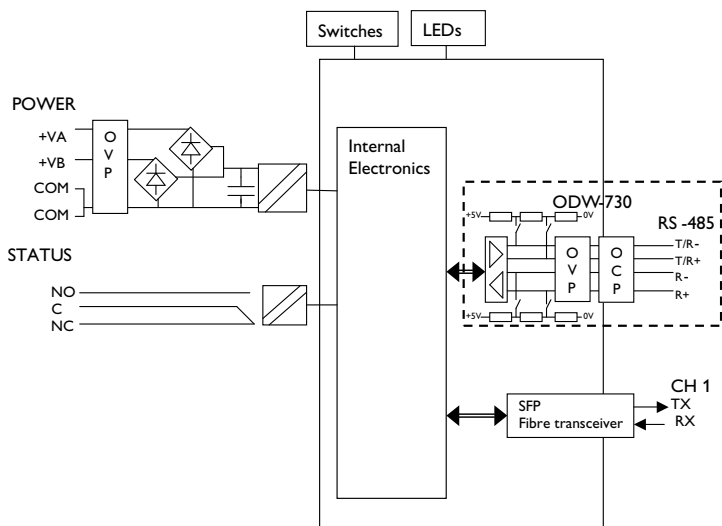 Switches
LEDs
POWER
+VA
+VB
COM
COM
O
V
P
Internal
Electronics
STATUS
NO
C
NC
ODW-730
RS -485
+5V
0V
O
V
P
O
C
P
T/R-
T/R+
R-
R+
+5V
0V
SFP
Fibre transceiver
CH 1
TX
RX